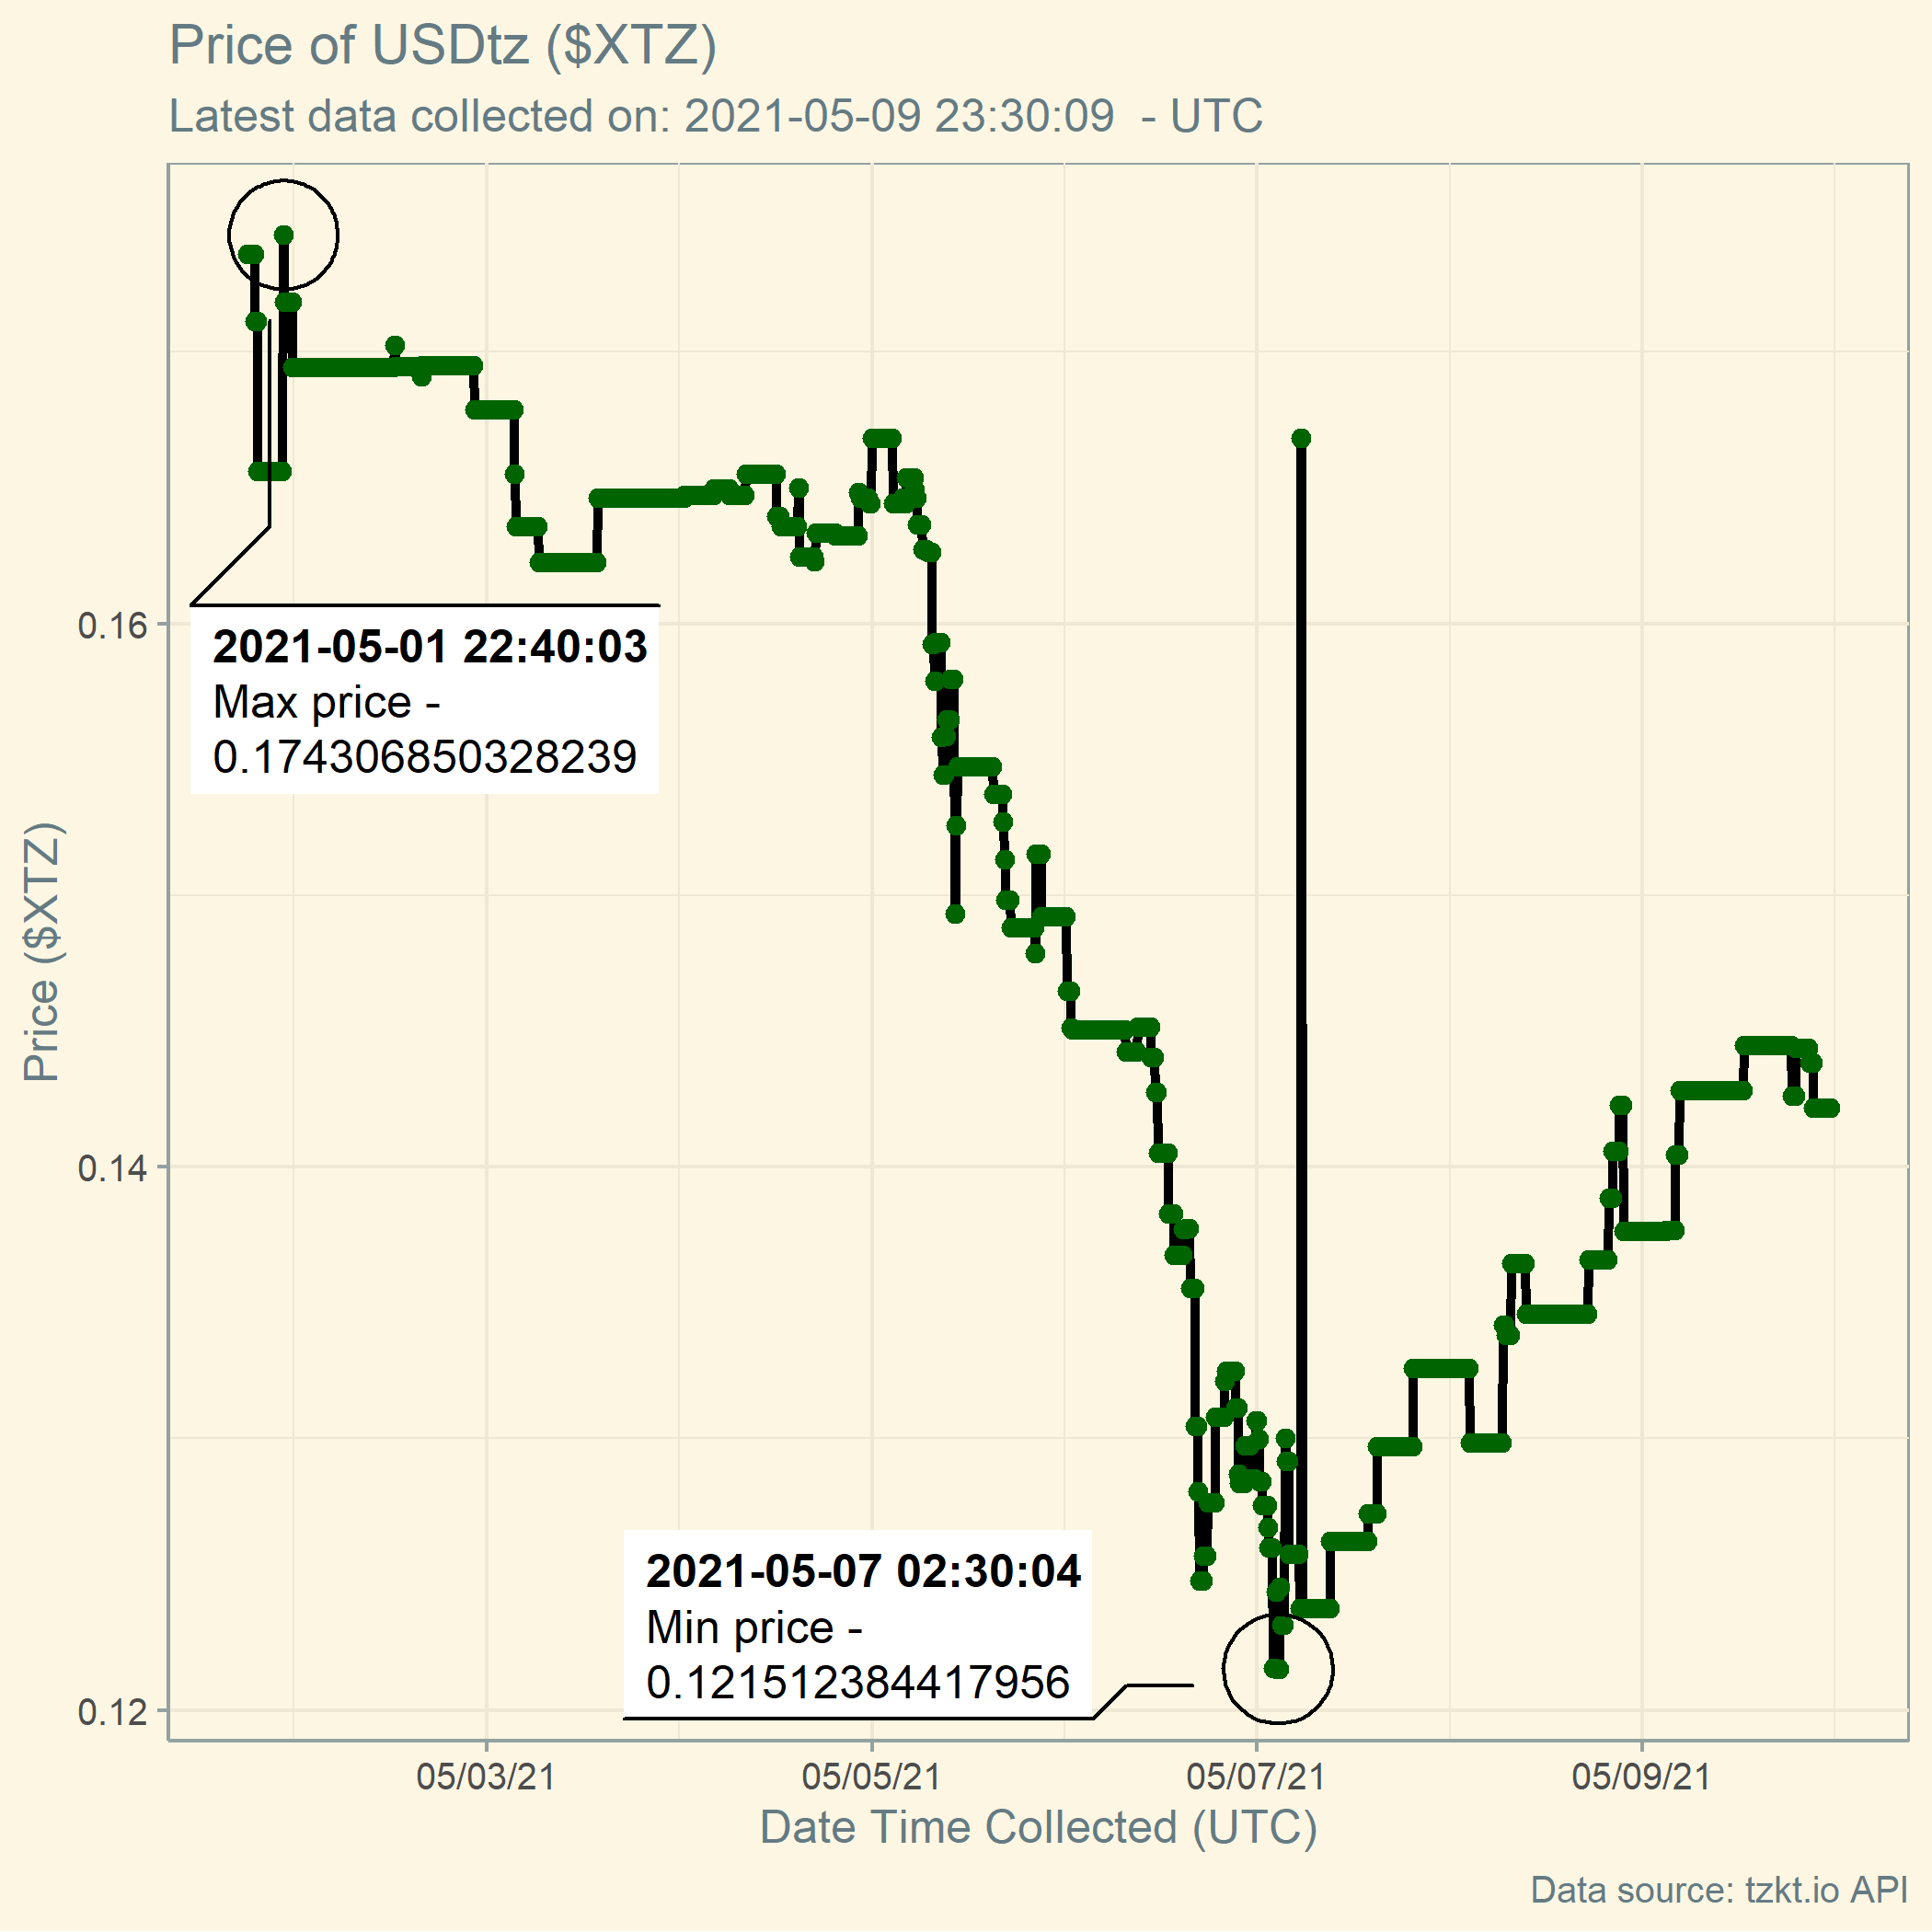 Price of USDtz ($XTZ)
Latest data collected on: 2021-05-09 23:30:09  - UTC
2021-05-01 22:40:03
Max price -
0.174306850328239
2021-05-07 02:30:04
Min price -
0.121512384417956
Price ($XTZ)
0.16
0.14
0.12
05/03/21
05/05/21
05/07/21
05/09/21
Date Time Collected (UTC)
Data source: tzkt.io API